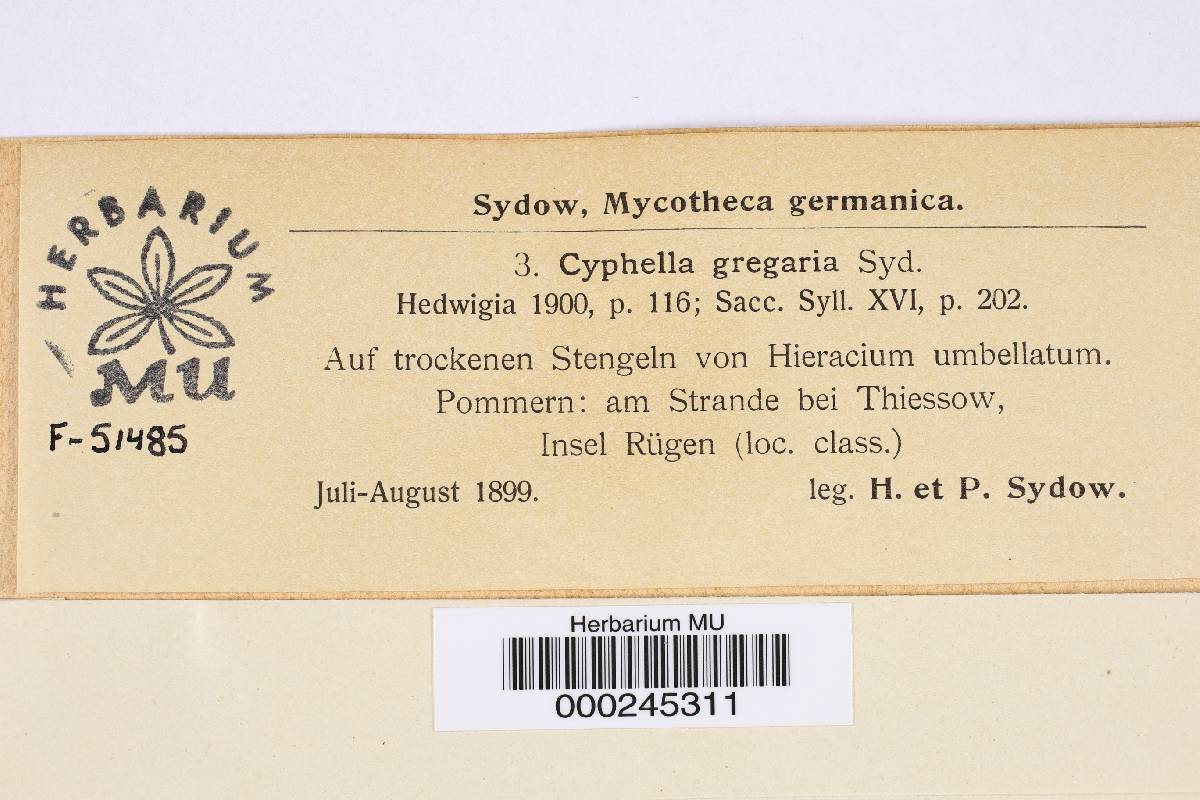 HERBARIUM
MU
F-51485
Sydow, Mycotheca germanica.
3. Cyphella gregaria Syd.
Hedwigia 1900, p. 116; Sacc. Syll. XVI, p. 202.
Auf trockenen Stengeln von Hieracium umbellatum.
Pommern: am Strande bei Thiessow,
Insel Rügen (loc. class.)
Juli-August 1899. leg. H. et P. Sydow.
Herbarium MU
000245311